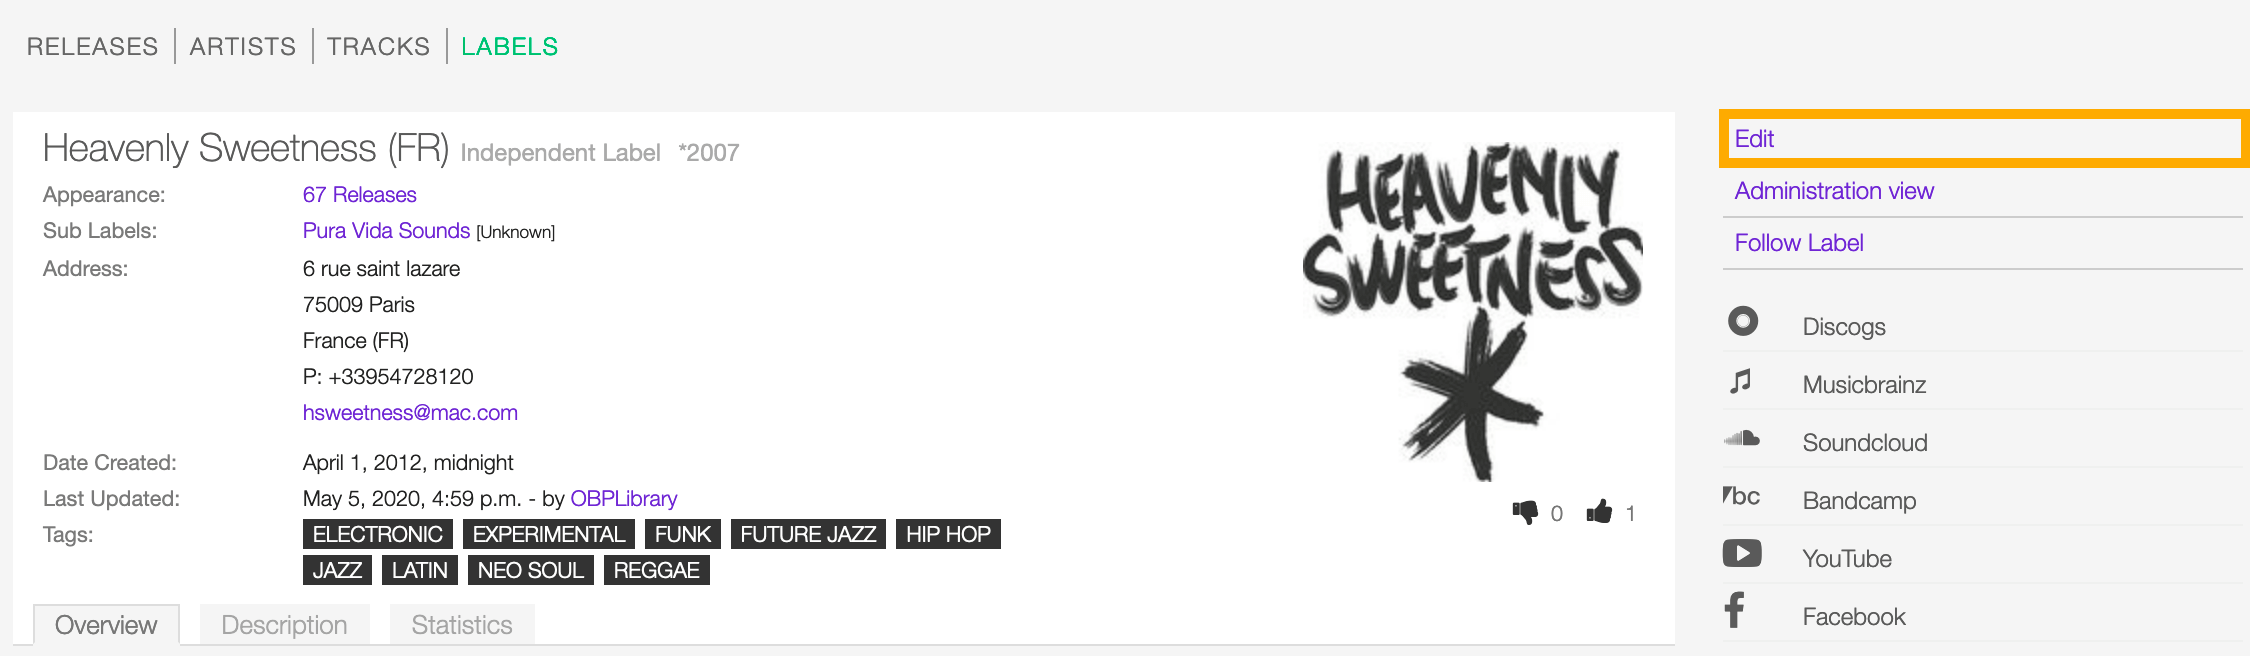 RELEASES ARTISTS TRACKS LABELS
Heavenly Sweetness (FR) Independent Label *2007
Appearance: 67 Releases
Sub Labels: Pura Vida Sounds [Unknown]
Address: 6 rue saint lazare
75009 Paris
France (FR)
P: +33954728120
hsweetness@mac.com
Date Created: April 1, 2012, midnight
Last Updated: May 5, 2020, 4:59 p.m. - by OBPLibrary
Tags: ELECTRONIC EXPERIMENTAL FUNK FUTURE JAZZ HIP HOP
JAZZ LATIN NEO SOUL REGGAE
HEAVENLY
SWEETNESS
0 1
Overview Description Statistics
Edit
Administration view
Follow Label
Discogs
Musicbrainz
Soundcloud
bc Bandcamp
YouTube
Facebook